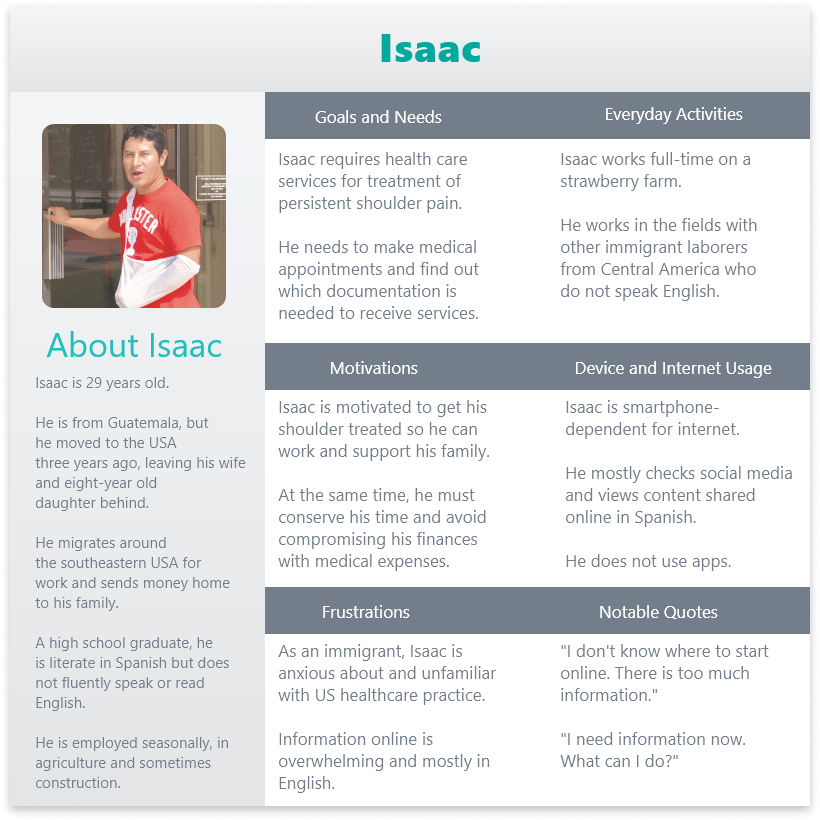 Isaac
About Isaac
Isaac is 29 years old.
He is from Guatemala, but
he moved to the USA
three years ago, leaving his wife
and eight-year old
daughter behind.
He migrates around
the southeastern USA for
work and sends money home
to his family.
A high school graduate, he
is literate in Spanish but does
not fluently speak or read
English.
He is employed seasonally, in
agriculture and sometimes
construction.
Goals and Needs
Isaac requires health care
services for treatment of
persistent shoulder pain.
He needs to make medical
appointments and find out
which documentation is
needed to receive services.
Everyday Activities
Isaac works full-time on a
strawberry farm.
He works in the fields with
other immigrant laborers
from Central America who
do not speak English.
Motivations
Isaac is motivated to get his
shoulder treated so he can
work and support his family.
At the same time, he must
conserve his time and avoid
compromising his finances
with medical expenses.
Device and Internet Usage
Isaac is smartphone-
dependent for internet.
He mostly checks social media
and views content shared
online in Spanish.
He does not use apps.
Frustrations
As an immigrant, Isaac is
anxious about and unfamiliar
with US healthcare practice.
Information online is
overwhelming and mostly in
English.
Notable Quotes
"I don't know where to start
online. There is too much
information."
"I need information now.
What can I do?"